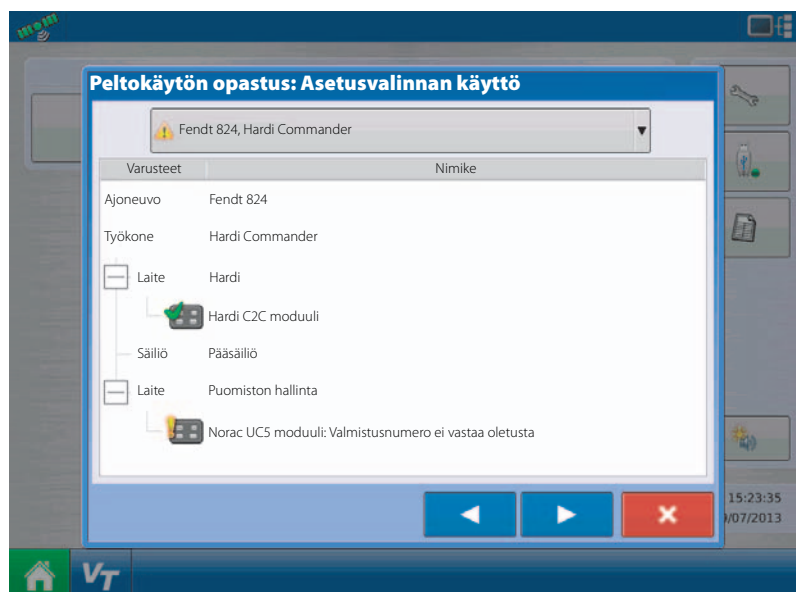 Peltokäytön opastus: Asetusvalinnan käyttö
Fendt 824, Hardi Commander
Varusteet Nimike
Ajoneuvo Fendt 824
Työkone Hardi Commander
Laite Hardi
Hardi C2C moduuli
Säiliö Pääsäiliö
Laite Puomiston hallinta
Norac UC5 moduuli: Valmistusnumero ei vastaa oletusta
15:23:35
9/07/2013
VT